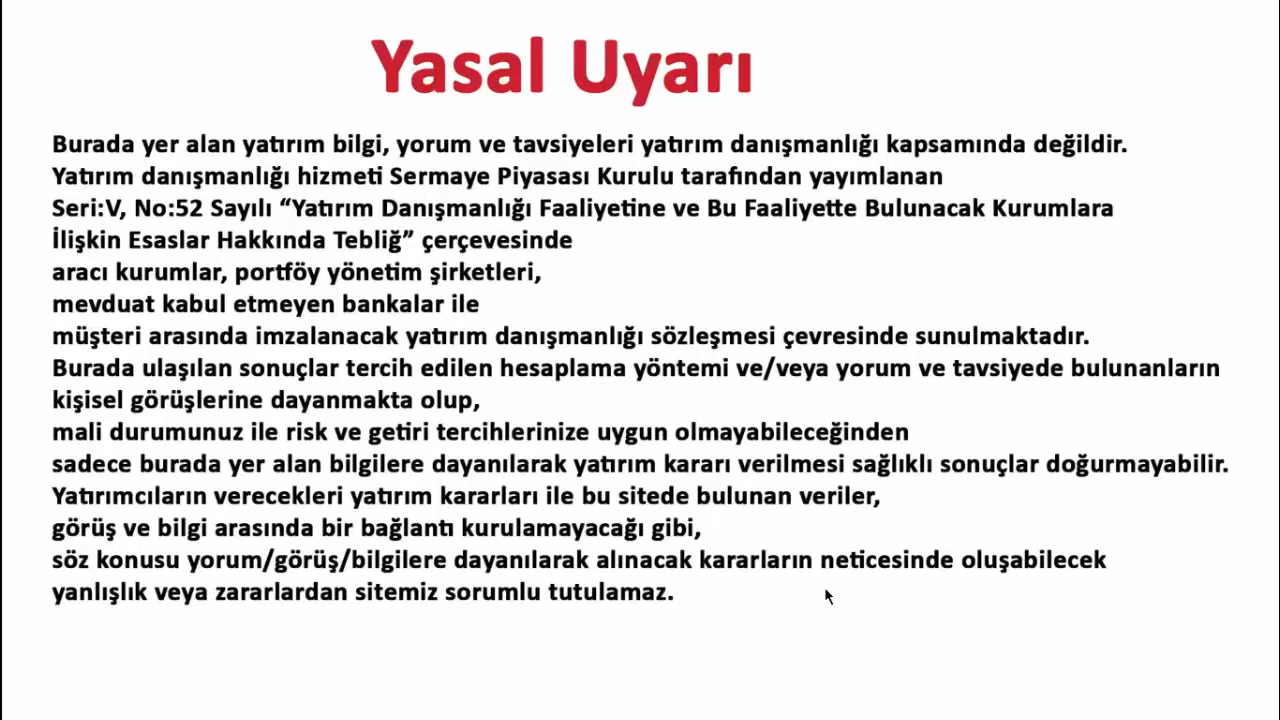 Yasal Uyarı
Burada yer alan yatırım bilgi, yorum ve tavsiyeleri yatırım danışmanlığı kapsamında değildir.
Yatırım danışmanlığı hizmeti Sermaye Piyasası Kurulu tarafından yayımlanan
Seri:V, No:52 Sayılı “Yatırım Danışmanlığı Faaliyetine ve Bu Faaliyette Bulunacak Kurumlara
İlişkin Esaslar Hakkında Tebliğ” çerçevesinde
aracı kurumlar, portföy yönetim şirketleri,
mevduat kabul etmeyen bankalar ile
müşteri arasında imzalanacak yatırım danışmanlığı sözleşmesi çevresinde sunulmaktadır.
Burada ulaşılan sonuçlar tercih edilen hesaplama yöntemi ve/veya yorum ve tavsiyede bulunanların
kişisel görüşlerine dayanmakta olup,
mali durumunuz ile risk ve getiri tercihlerinize uygun olmayabileceğinden
sadece burada yer alan bilgilere dayanılarak yatırım kararı verilmesi sağlıklı sonuçlar doğurmayabilir.
Yatırımcıların verecekleri yatırım kararları ile bu sitede bulunan veriler,
görüş ve bilgi arasında bir bağlantı kurulamayacağı gibi,
söz konusu yorum/görüş/bilgilere dayanılarak alınacak kararların neticesinde oluşabilecek
yanlışlık veya zararlardan sitemiz sorumlu tutulamaz.